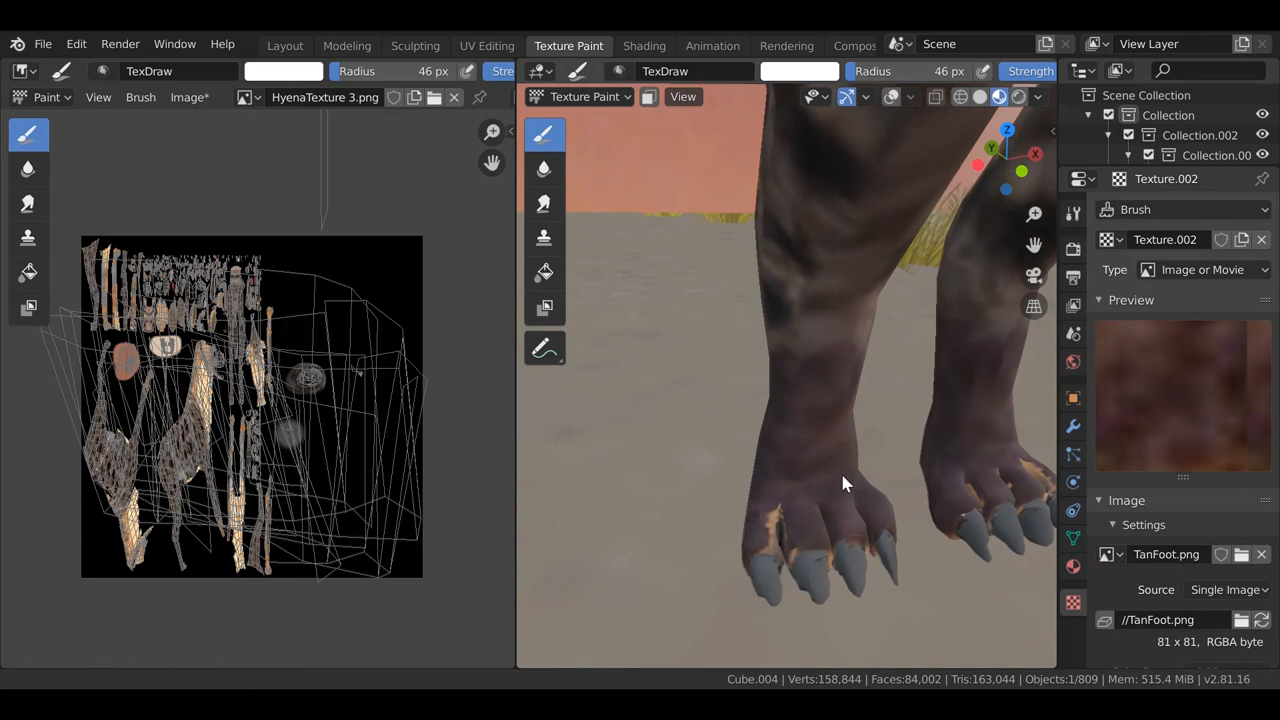 File Edit Render Window Help Layout Modeling Sculpting UV Editing Texture Paint Shading Animation Rendering Compos Scene View Layer
TexDraw Radius 46 px Stre TexDraw Radius 46 px Strength
Paint View Brush Image* HyenaTexture 3.png Texture Paint View Scene Collection
Collection
Collection.002
Collection.00
Z
Y X
Texture.002
Brush
Texture.002
Type Image or Movie
Preview
Image
Settings
TanFoot.png
Source Single Image
//TanFoot.png
81 x 81, RGBA byte
Cube.004 | Verts:158,844 | Faces:84,002 | Tris:163,044 | Objects:1/809 | Mem: 515.4 MiB | v2.81.16